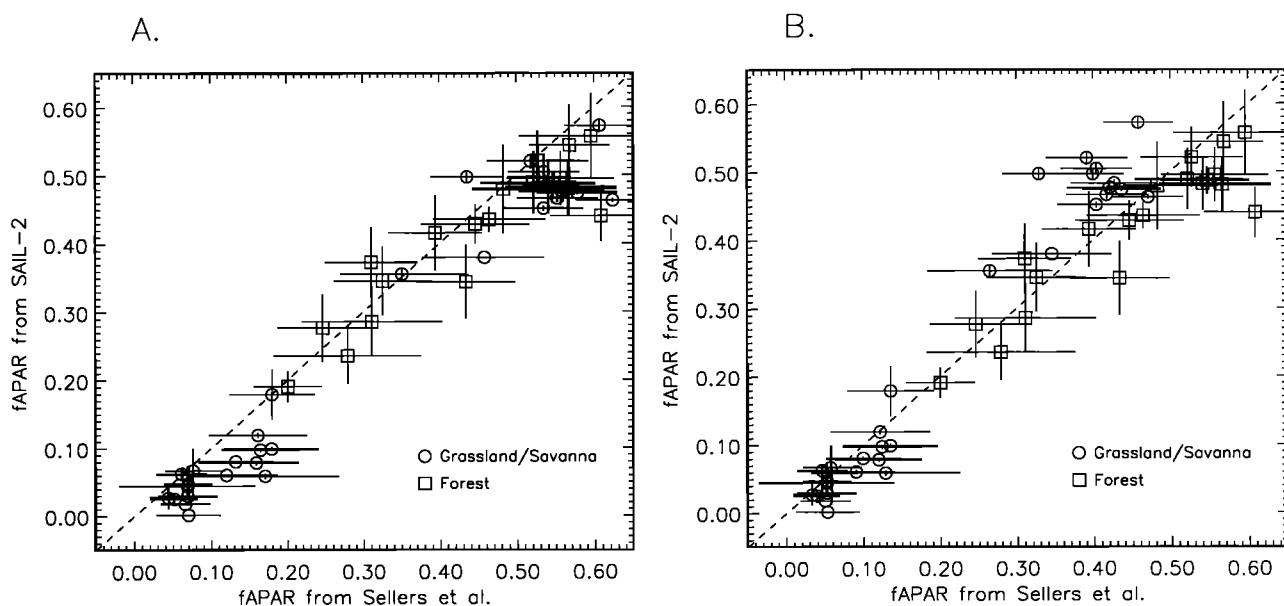 A.
B.
0.60
0.50
0.40
0.30
0.20
0.10
0.00
fAPAR from SAIL-2
Grassland/Savanna
Forest
0.00 0.10 0.20 0.30 0.40 0.50 0.60
fAPAR from Sellers et al.
0.60
0.50
0.40
0.30
0.20
0.10
0.00
fAPAR from SAIL-2
Grassland/Savanna
Forest
0.00 0.10 0.20 0.30 0.40 0.50 0.60
fAPAR from Sellers et al.